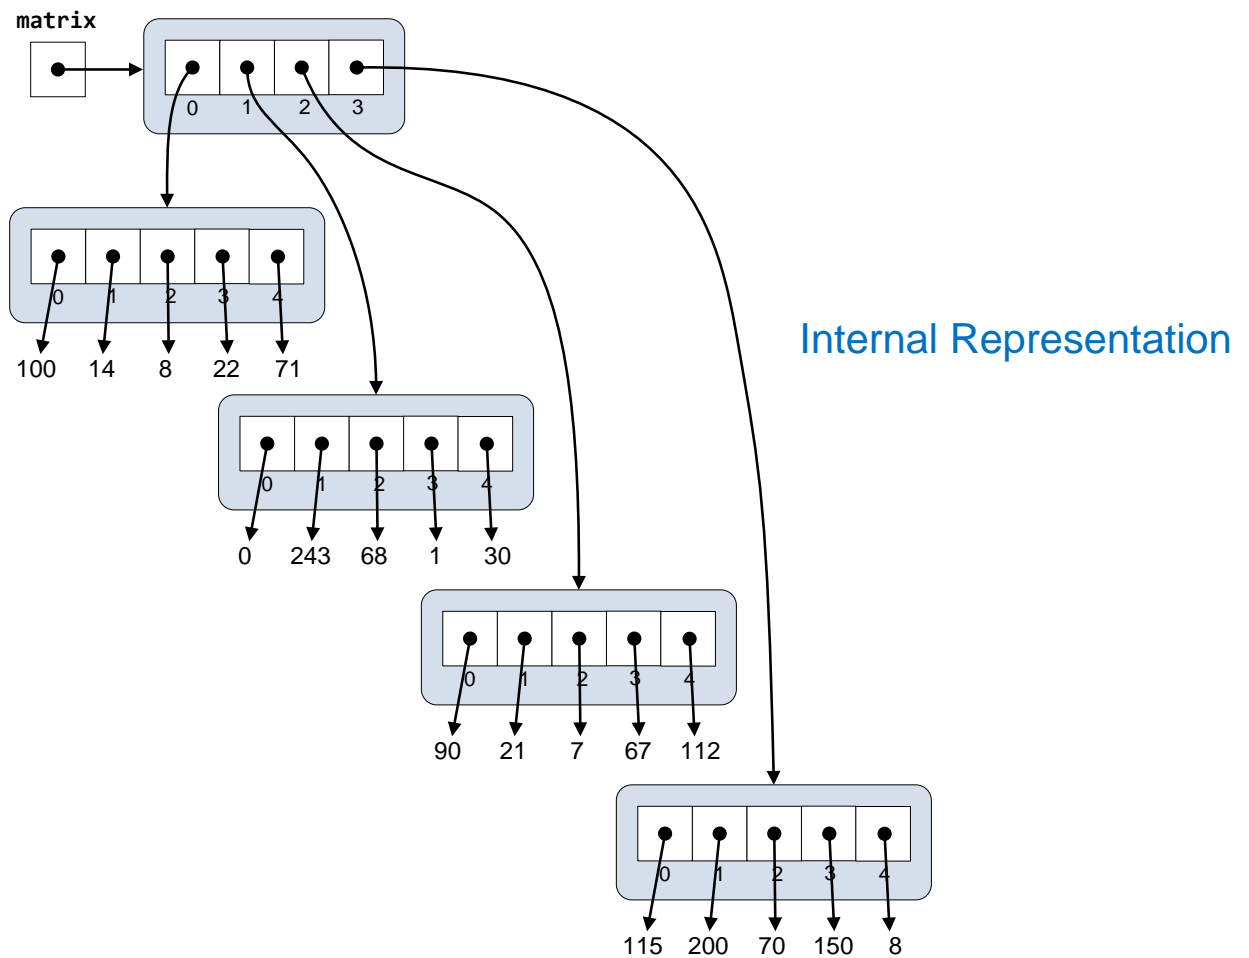 matrix
0 1 2 3
0 1 2 3 4
Internal Representation
100 14 8 22 71
0 1 2 3 4
0 243 68 1 30
0 1 2 3 4
90 21 7 67 112
0 1 2 3 4
115 200 70 150 8